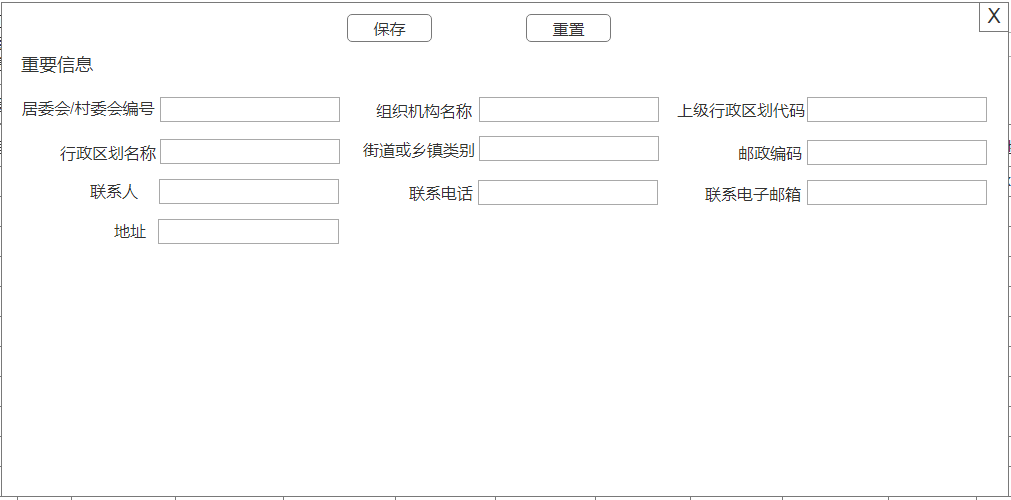 X
保存 重置
重要信息
居委会/村委会编号 组织机构名称 上级行政区划代码
行政区划名称 街道或乡镇类别 邮政编码
联系人 联系电话 联系电子邮箱
地址